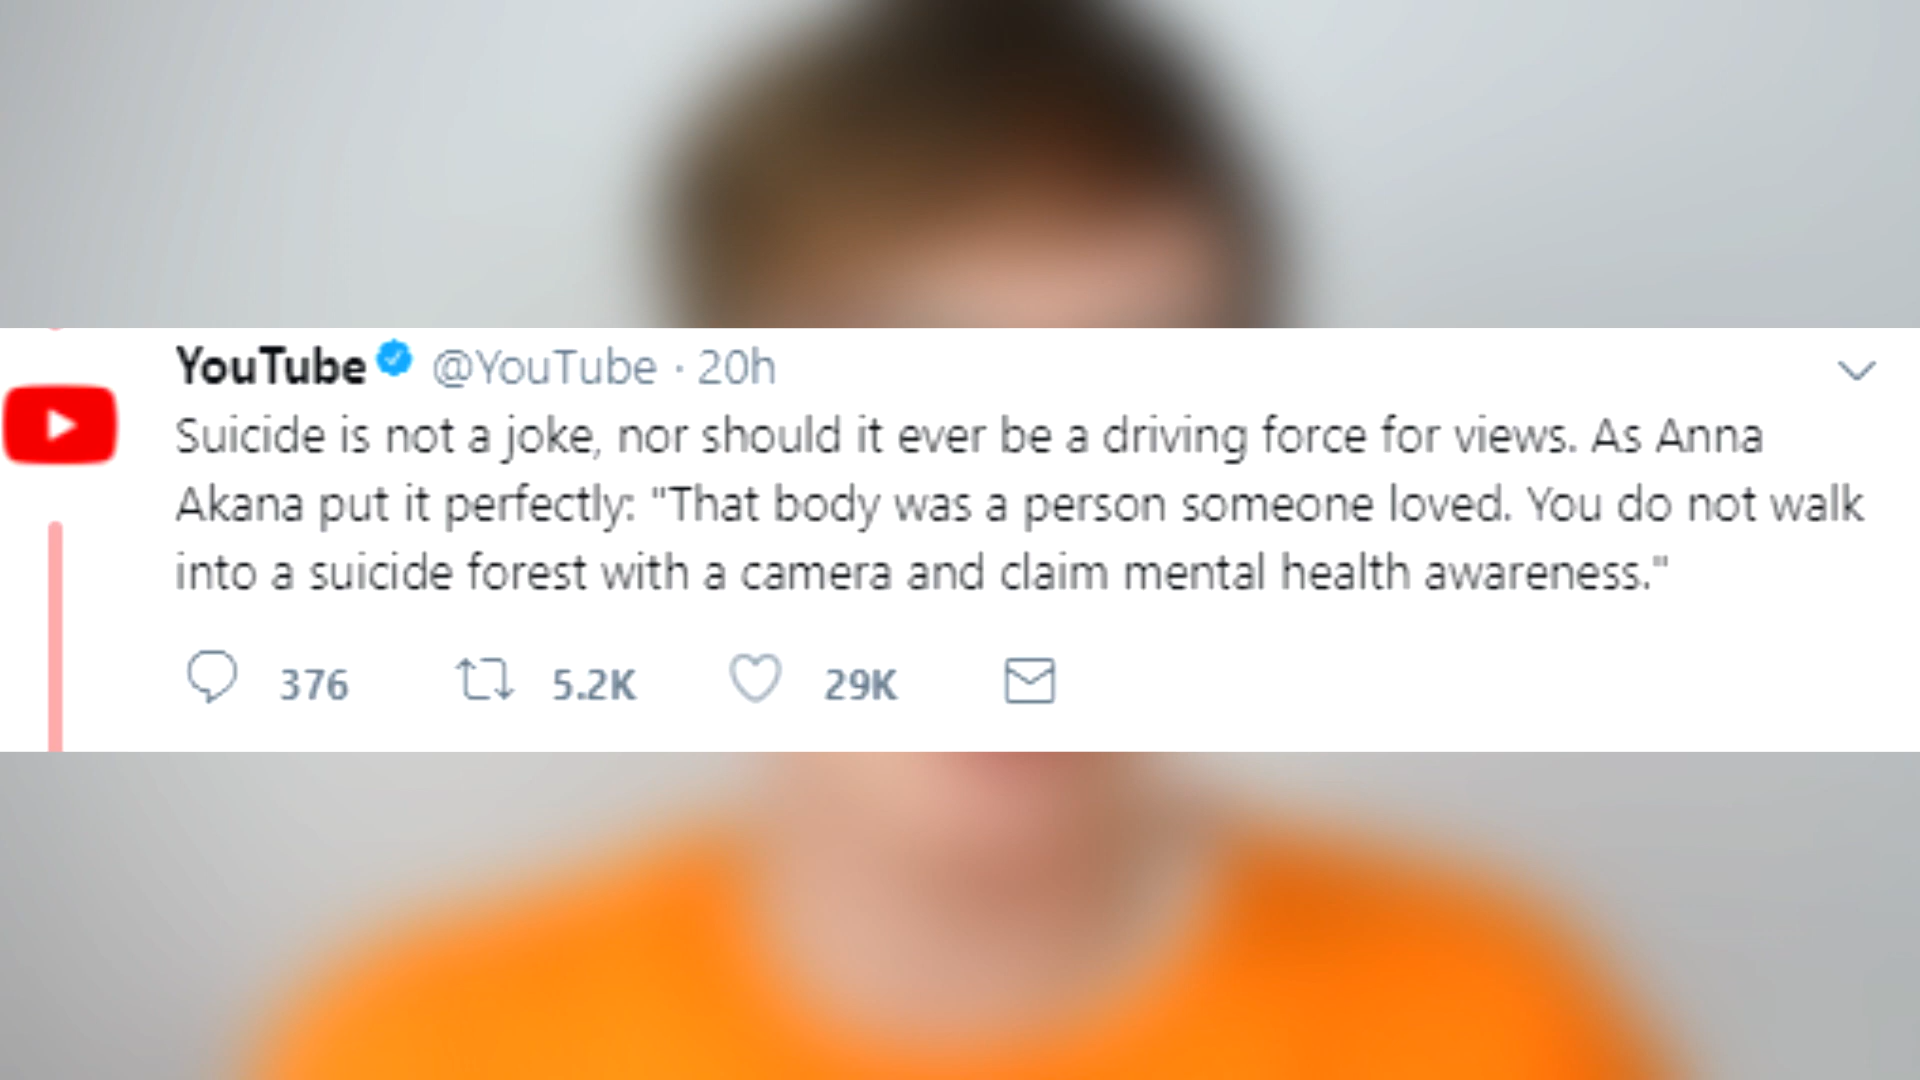 YouTube @YouTube · 20h
Suicide is not a joke, nor should it ever be a driving force for views. As Anna
Akana put it perfectly: "That body was a person someone loved. You do not walk
into a suicide forest with a camera and claim mental health awareness."
376 5.2K 29K